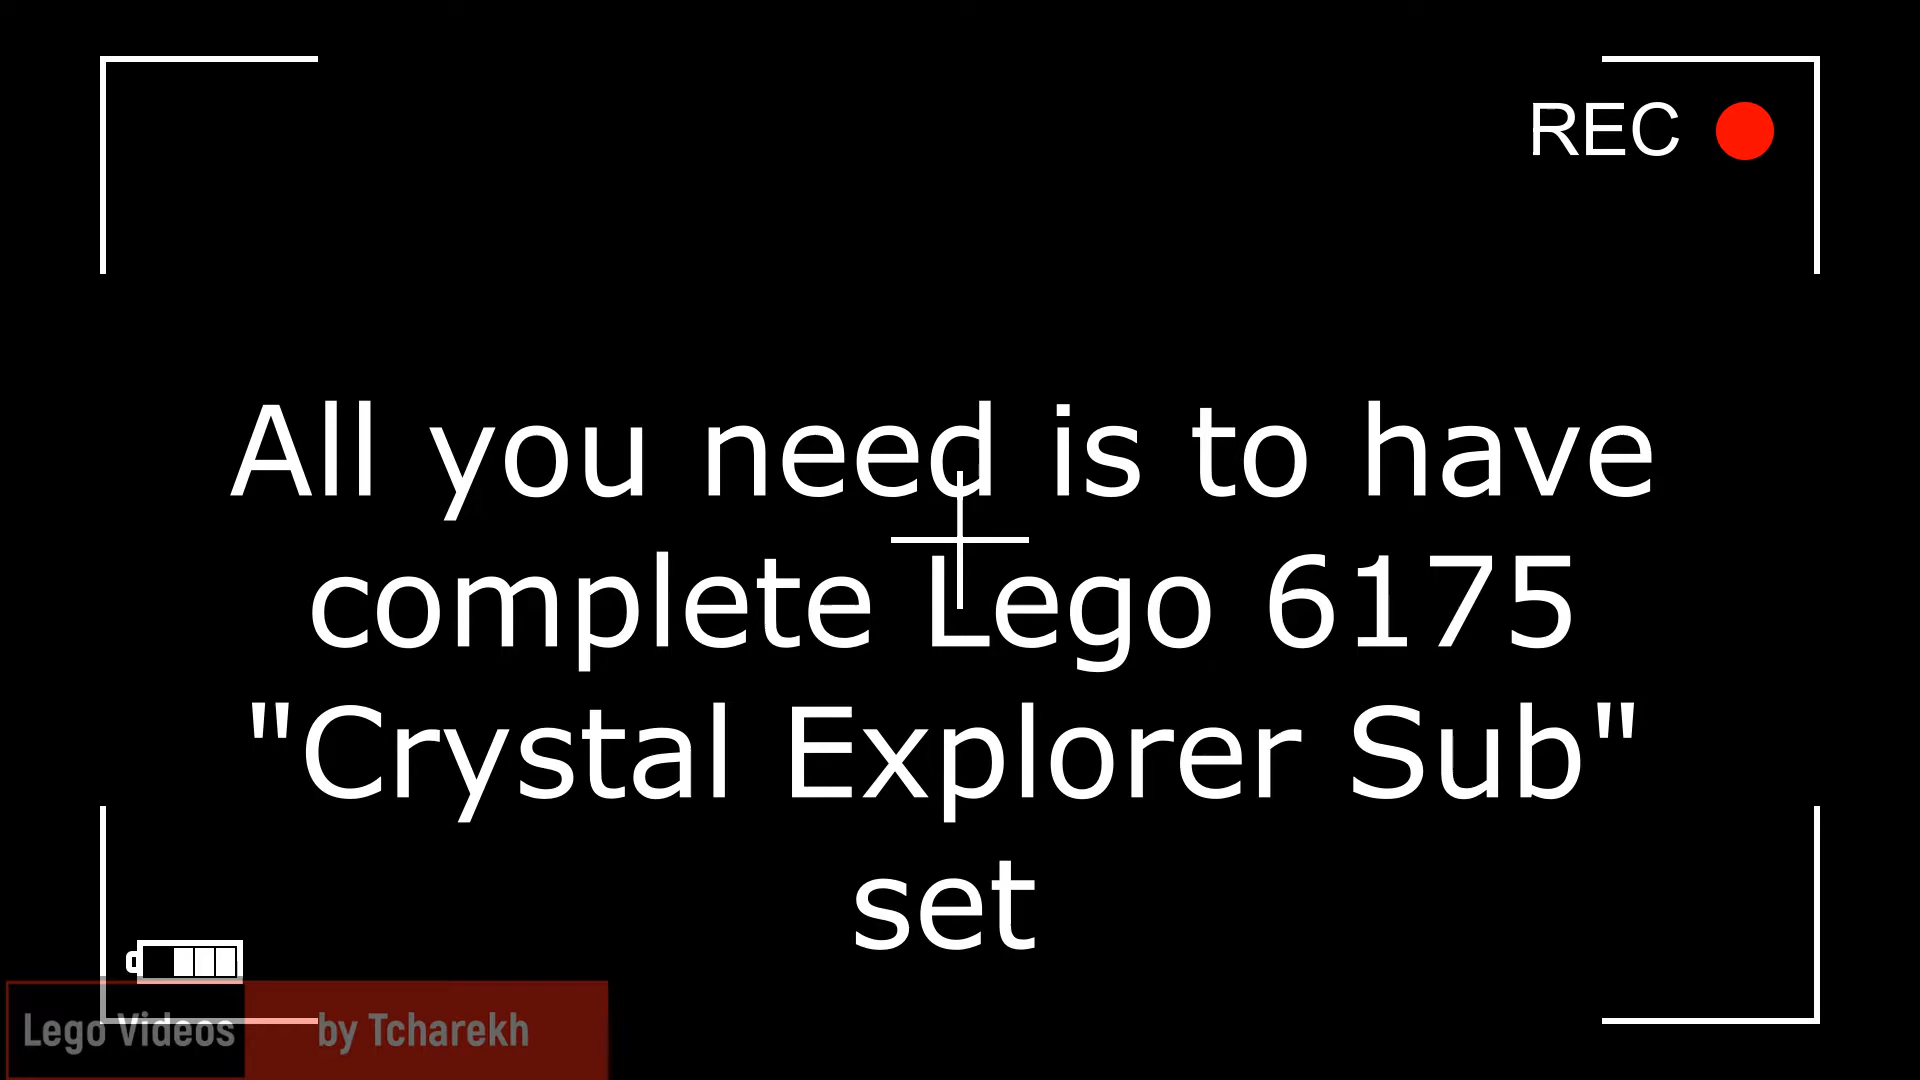 REC
All you need is to have
complete Lego 6175
"Crystal Explorer Sub"
set
Lego Videos by Tcharekh